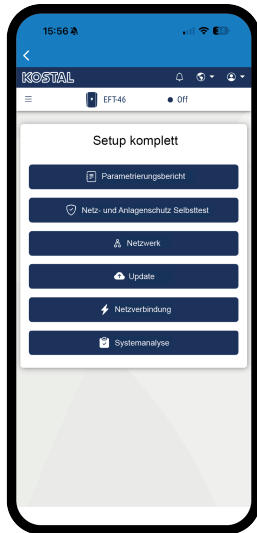 15:56
KOSTAL
EFT-46
Off
Setup komplett
Parametrierungsbericht
Netz- und Anlagenschutz Selbsttest
Netzwerk
Update
Netzverbindung
Systemanalyse